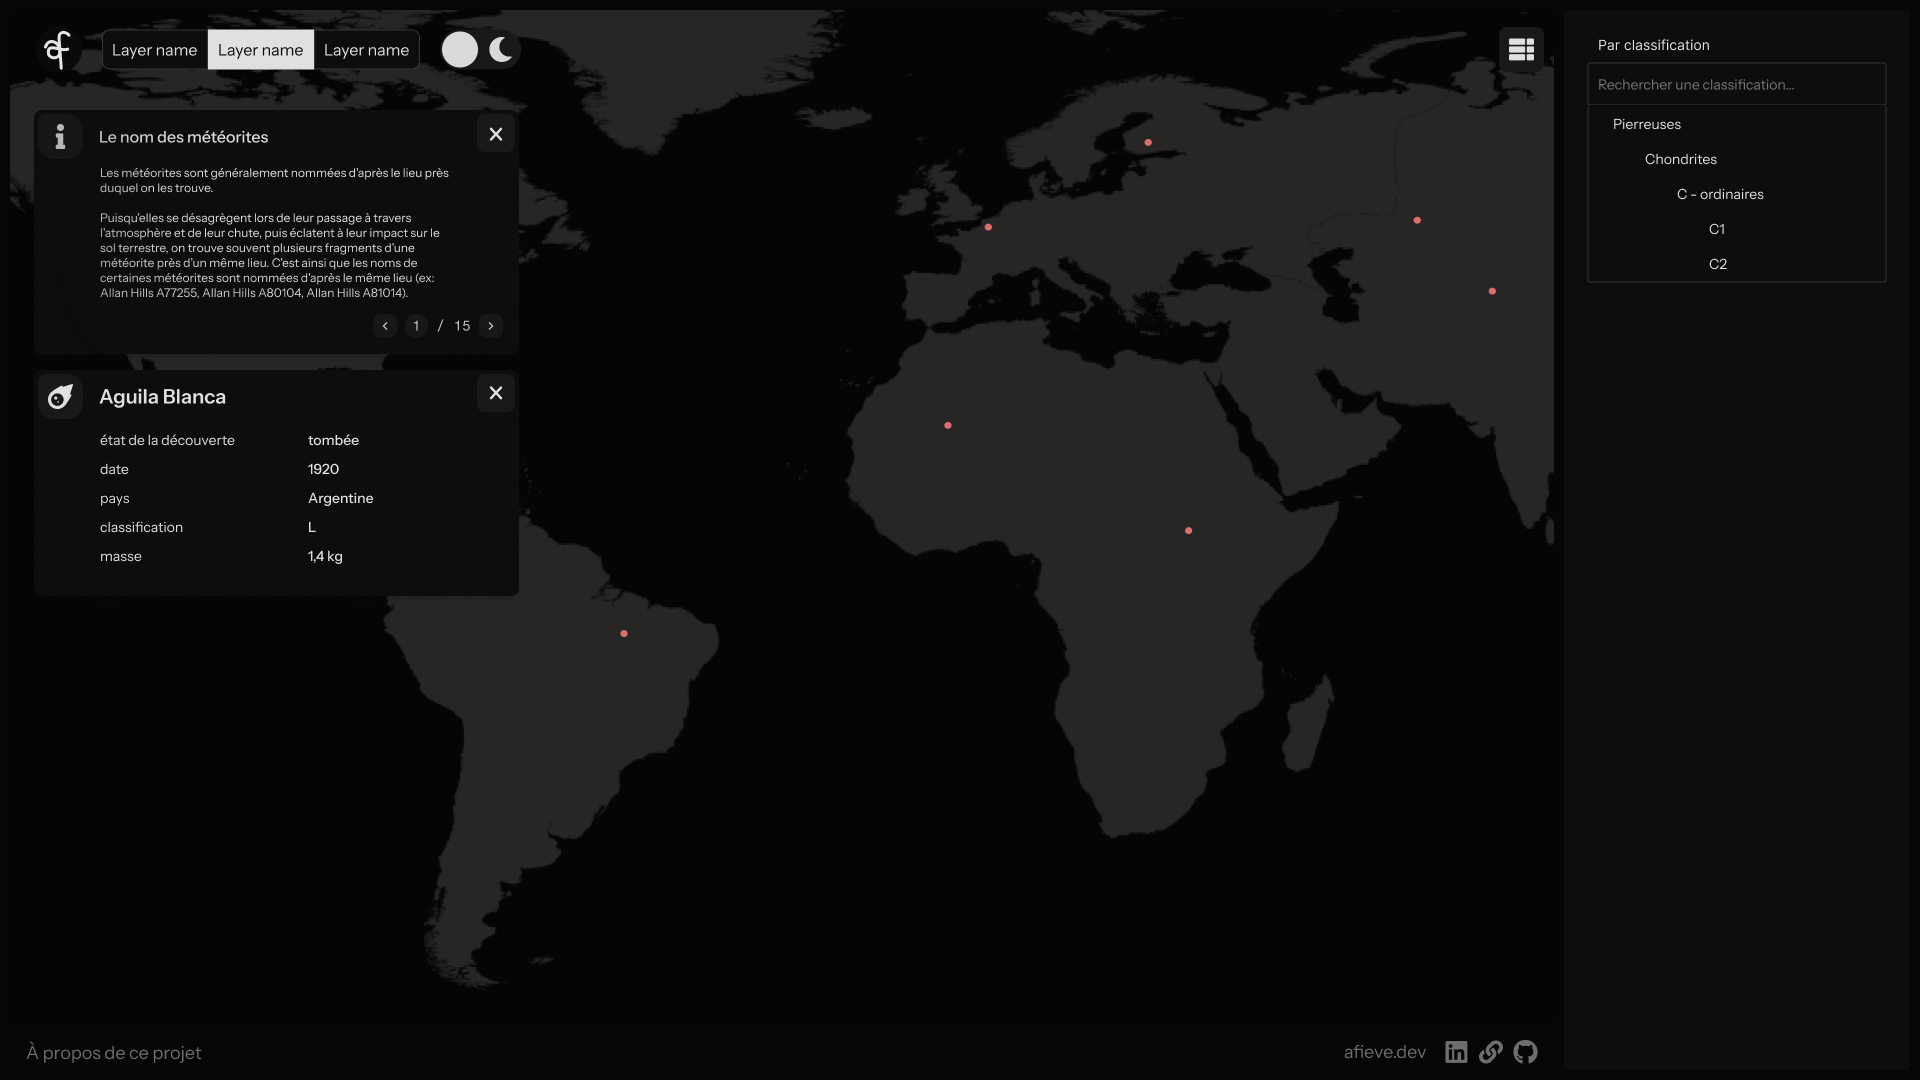 af
Layer name
Layer name
Layer name
Le nom des météorites
Les météorites sont généralement nommées d'après le lieu près
duquel on les trouve.
Puisqu'elles se désagrègent lors de leur passage à travers
l'atmosphère et de leur chute, puis éclatent à leur impact sur le
sol terrestre, on trouve souvent plusieurs fragments d'une
météorite près d'un même lieu. C'est ainsi que les noms de
certaines météorites sont nommées d'après le même lieu (ex:
Allan Hills A77255, Allan Hills A80104, Allan Hills A81014).
1 / 15
Aguila Blanca
état de la découverte tombée
date 1920
pays Argentine
classification L
masse 1,4 kg
Par classification
Rechercher une classification...
Pierreuses
Chondrites
C - ordinaires
C1
C2
À propos de ce projet
afieve.dev